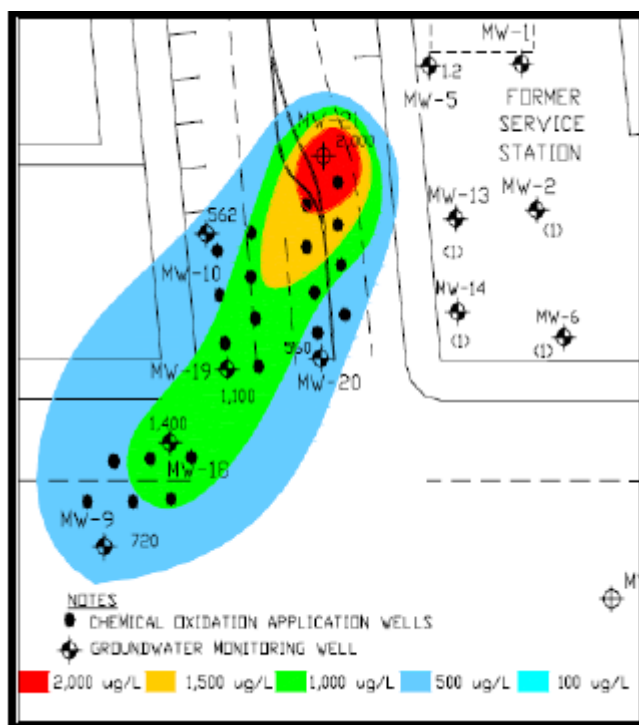 MW-1
1.2
MW-5
FORMER
SERVICE
STATION
MW-21
2,000
562
MW-10
MW-13
(1)
MW-2
(1)
MW-14
(1)
MW-6
(1)
560
MW-20
MW-19
1,100
1,400
MW-18
MW-9
720
NOTES
CHEMICAL OXIDATION APPLICATION WELLS
GROUNDWATER MONITORING WELL
2,000 ug/L 1,500 ug/L 1,000 ug/L 500 ug/L 100 ug/L